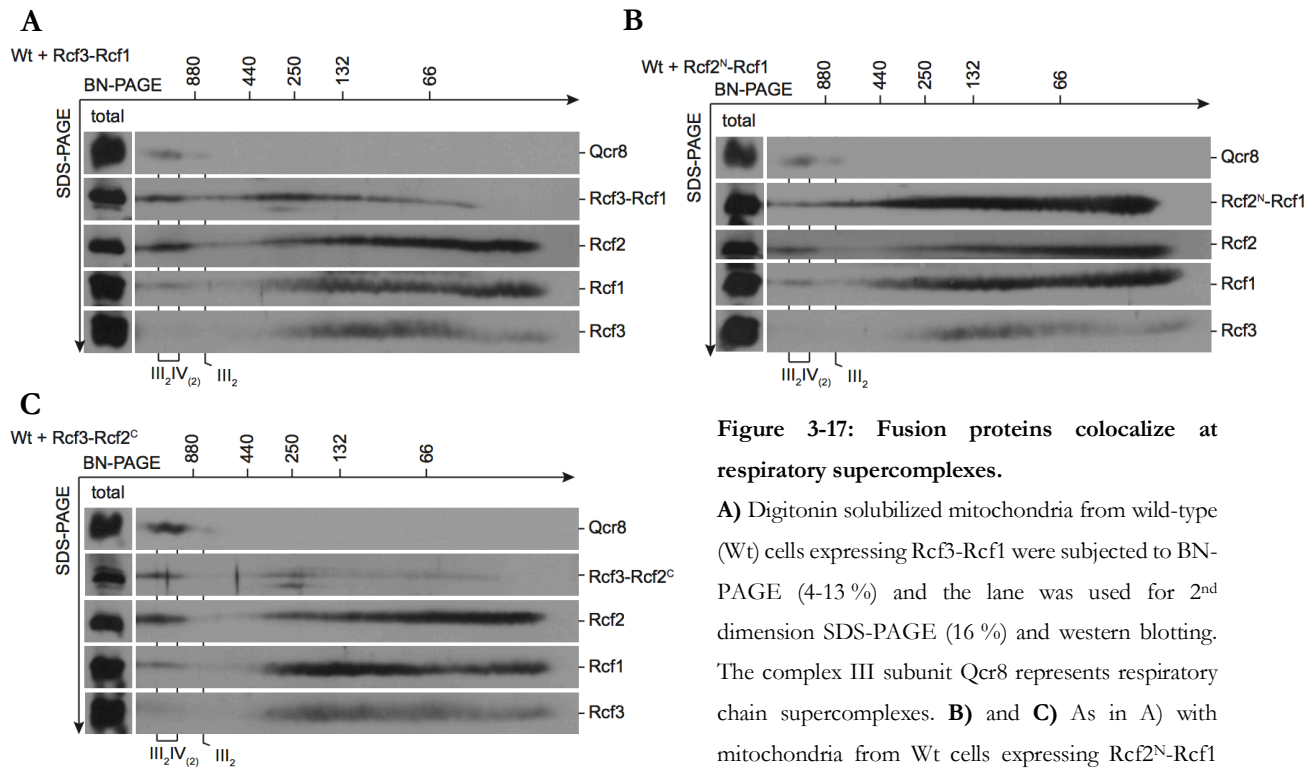 A
Wt + Rcf3-Rcf1
BN-PAGE
880
440
250
132
66
SDS-PAGE
total
Qcr8
Rcf3-Rcf1
Rcf2
Rcf1
Rcf3
III2IV(2) III2
B
Wt + Rcf2N-Rcf1
BN-PAGE
880
440
250
132
66
SDS-PAGE
total
Qcr8
Rcf2N-Rcf1
Rcf2
Rcf1
Rcf3
III2IV(2) III2
C
Wt + Rcf3-Rcf2C
BN-PAGE
880
440
250
132
66
SDS-PAGE
total
Qcr8
Rcf3-Rcf2C
Rcf2
Rcf1
Rcf3
III2IV(2) III2
Figure 3-17: Fusion proteins colocalize at
respiratory supercomplexes.
A) Digitonin solubilized mitochondria from wild-type
(Wt) cells expressing Rcf3-Rcf1 were subjected to BN-
PAGE (4-13 %) and the lane was used for 2nd
dimension SDS-PAGE (16 %) and western blotting.
The complex III subunit Qcr8 represents respiratory
chain supercomplexes. B) and C) As in A) with
mitochondria from Wt cells expressing Rcf2N-Rcf1